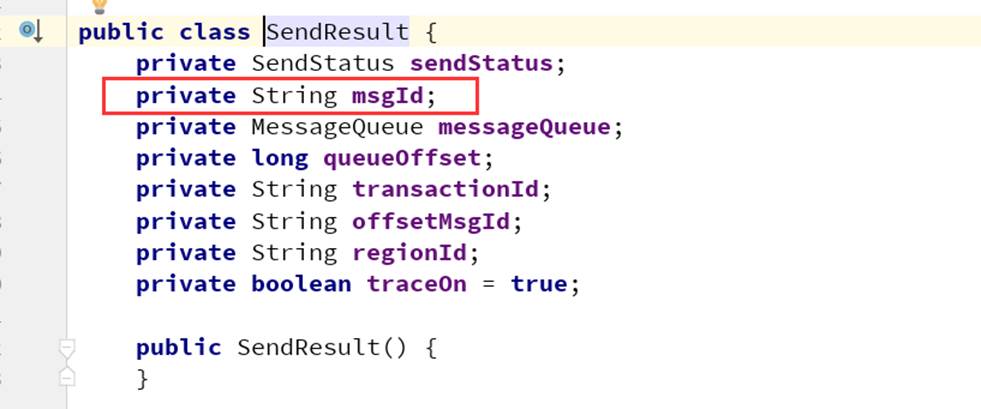 public class SendResult {
    private SendStatus sendStatus;
    private String msgId;
    private MessageQueue messageQueue;
    private long queueOffset;
    private String transactionId;
    private String offsetMsgId;
    private String regionId;
    private boolean traceOn = true;
    public SendResult() {
    }